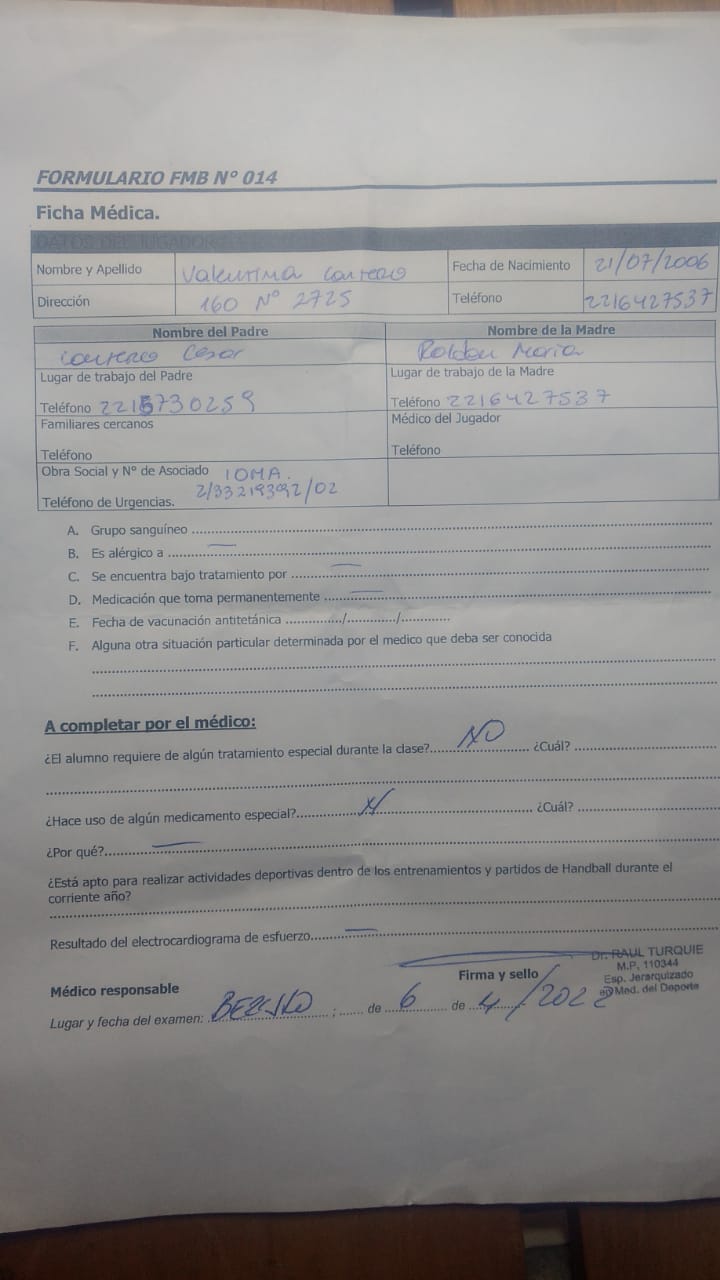 FORMULARIO FMB N° 014
Ficha Médica.
DATOS DEL JUGADOR
Nombre y Apellido Valentina
Fecha de Nacimiento 21/07/2006
Dirección 160 N° 2725
Teléfono 2216427537
Nombre del Padre
Nombre de la Madre
Cesar
Roldan Maria
Lugar de trabajo del Padre
Lugar de trabajo de la Madre
Teléfono 2215730259
Teléfono 2216427537
Familiares cercanos
Médico del Jugador
Teléfono
Teléfono
Obra Social y N° de Asociado IOMA.
2/33219392/02
Teléfono de Urgencias.
A. Grupo sanguíneo
B. Es alérgico a —
C. Se encuentra bajo tratamiento por —
D. Medicación que toma permanentemente —
E. Fecha de vacunación antitetánica ............../............./.............
F. Alguna otra situación particular determinada por el medico que deba ser conocida
A completar por el médico:
¿El alumno requiere de algún tratamiento especial durante la clase? NO ¿Cuál?
¿Hace uso de algún medicamento especial? ¿Cuál?
¿Por qué? —
¿Está apto para realizar actividades deportivas dentro de los entrenamientos y partidos de Handball durante el
corriente año?
Resultado del electrocardiograma de esfuerzo —
Dr. RAUL TURQUIE
M.P. 110344
Esp. Jerarquizado
en Med. del Deporte
Médico responsable
Firma y sello
Lugar y fecha del examen: BERISSO ; ...... de 6 de 4/2022